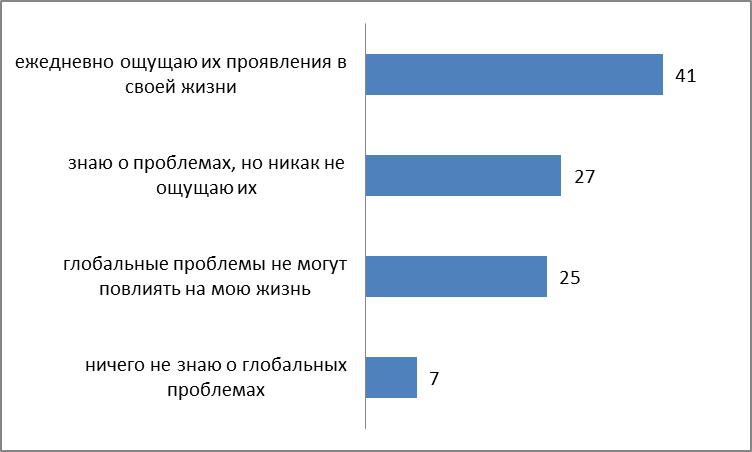 ежедневно ощущаю их проявления в
своей жизни
41
знаю о проблемах, но никак не
ощущаю их
27
глобальные проблемы не могут
повлиять на мою жизнь
25
ничего не знаю о глобальных
проблемах
7